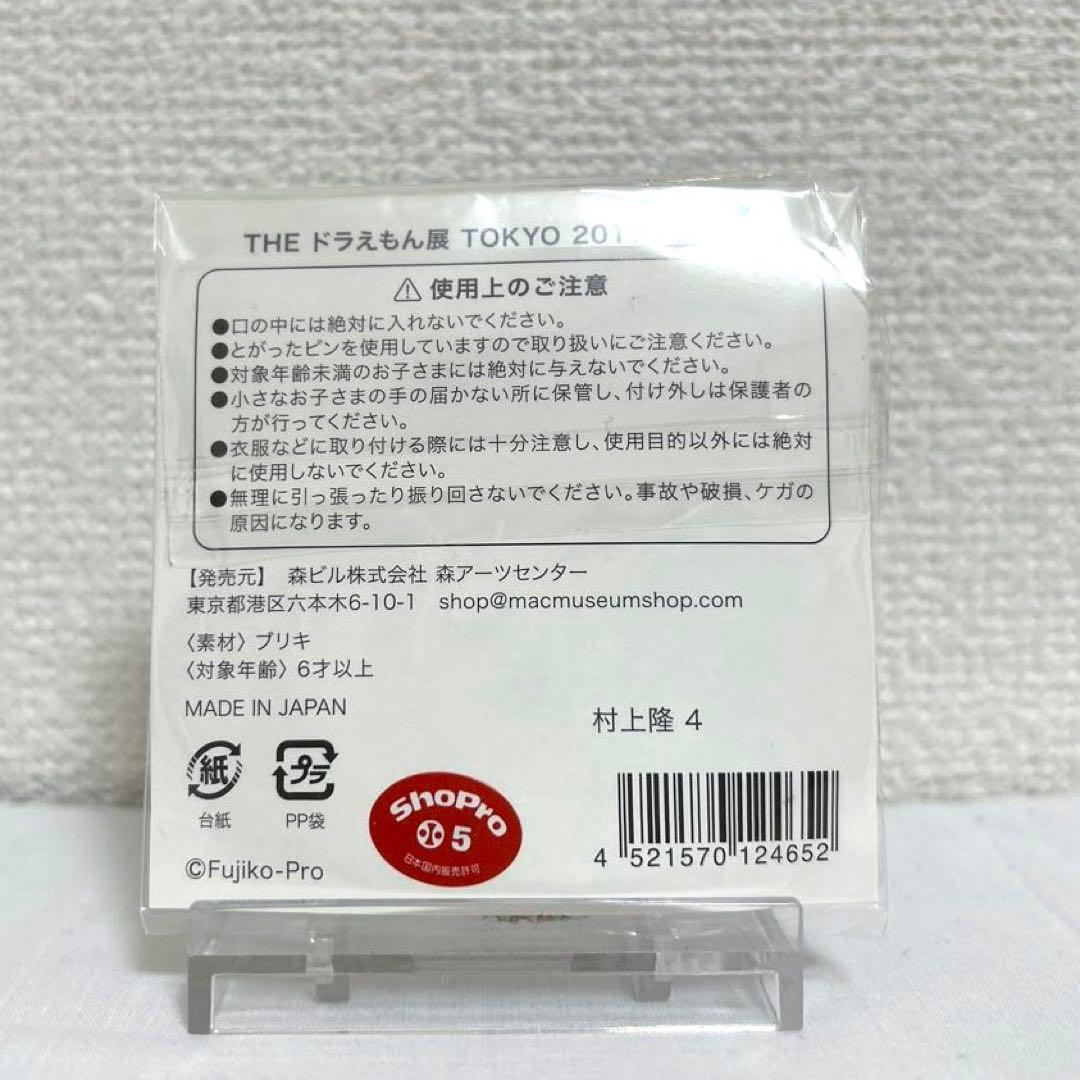 THE ドラえもん展 TOKYO 201
⚠ 使用上のご注意
●口の中には絶対に入れないでください。
●とがったピンを使用していますので取り扱いにご注意ください。
●対象年齢未満のお子さまには絶対に与えないでください。
●小さなお子さまの手の届かない所に保管し、付け外しは保護者の
方が行ってください。
●衣服などに取り付ける際には十分注意し、使用目的以外には絶対
に使用しないでください。
●無理に引っ張ったり振り回さないでください。事故や破損、ケガの
原因になります。
【発売元】 森ビル株式会社 森アーツセンター
東京都港区六本木6-10-1 shop@macmuseumshop.com
〈素材〉 ブリキ
〈対象年齢〉 6才以上
MADE IN JAPAN
村上隆 4
紙 プラ
台紙 PP袋
ShoPro
5
日本国内販売許可
©Fujiko-Pro
4 521570 124652